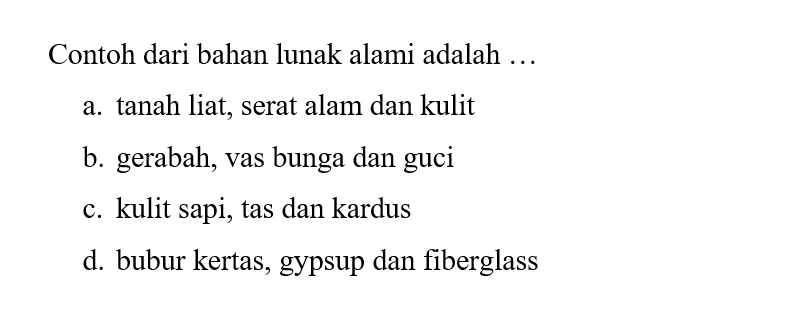 Contoh dari bahan lunak alami adalah …
a. tanah liat, serat alam dan kulit
b. gerabah, vas bunga dan guci
c. kulit sapi, tas dan kardus
d. bubur kertas, gypsup dan fiberglass